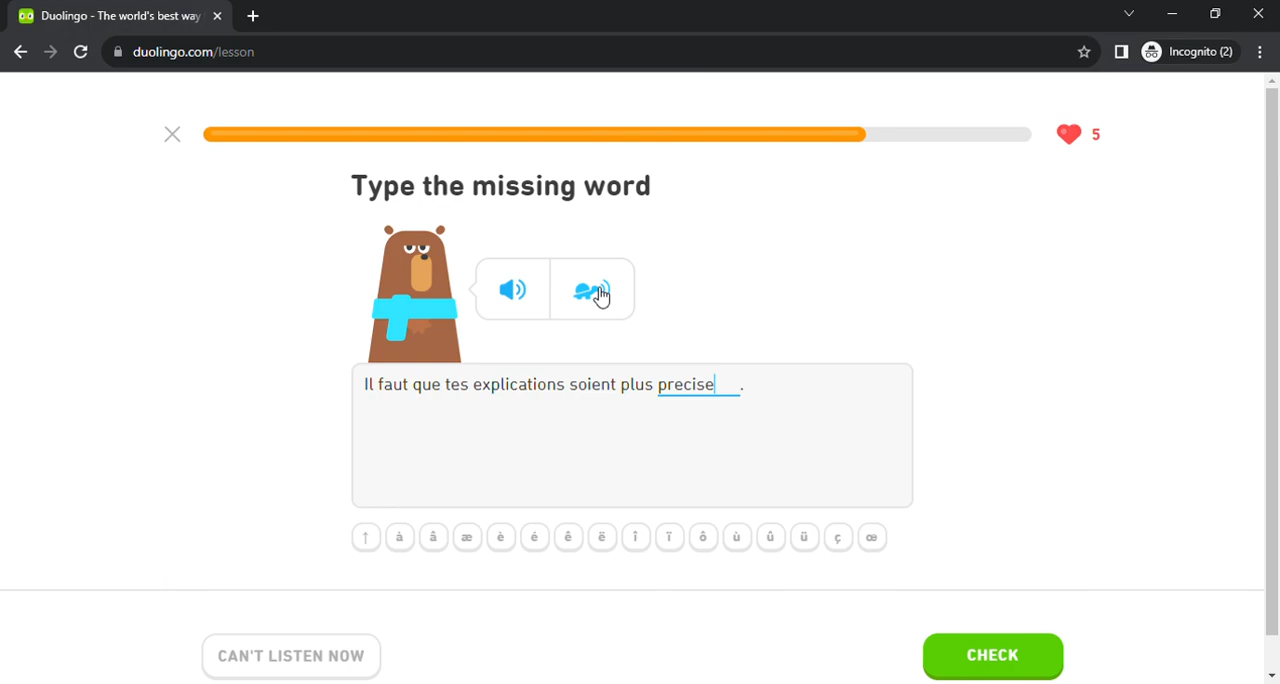 Duolingo - The world's best way
duolingo.com/lesson
Incognito (2)
5
Type the missing word
Il faut que tes explications soient plus precise .
↑ à â æ è é ê ë î ï ô ù û ü ç œ
CAN'T LISTEN NOW
CHECK